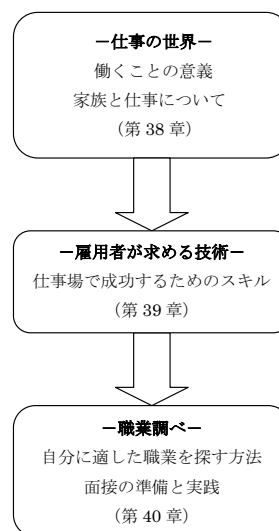 －仕事の世界－
働くことの意義
家族と仕事について
（第 38 章）
－雇用者が求める技術－
仕事場で成功するためのスキル
（第 39 章）
－職業調べ－
自分に適した職業を探す方法
面接の準備と実践
（第 40 章）